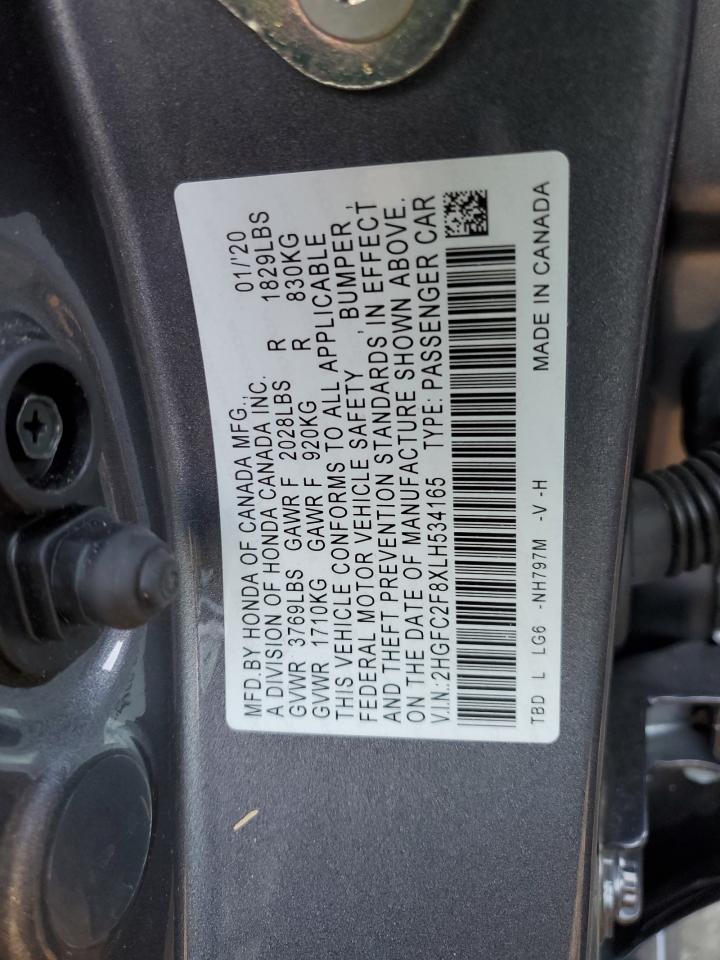 MFD.BY HONDA OF CANADA MFG., 01/'20
A DIVISION OF HONDA CANADA INC.
GVWR 3769LBS GAWR F 2028LBS R 1829LBS
GVWR 1710KG GAWR F 920KG R 830KG
THIS VEHICLE CONFORMS TO ALL APPLICABLE
FEDERAL MOTOR VEHICLE SAFETY , BUMPER ,
AND THEFT PREVENTION STANDARDS IN EFFECT
ON THE DATE OF MANUFACTURE SHOWN ABOVE.
V.I.N.:2HGFC2F8XLH534165 TYPE: PASSENGER CAR
TBD L LG6 -NH797M -V -H MADE IN CANADA